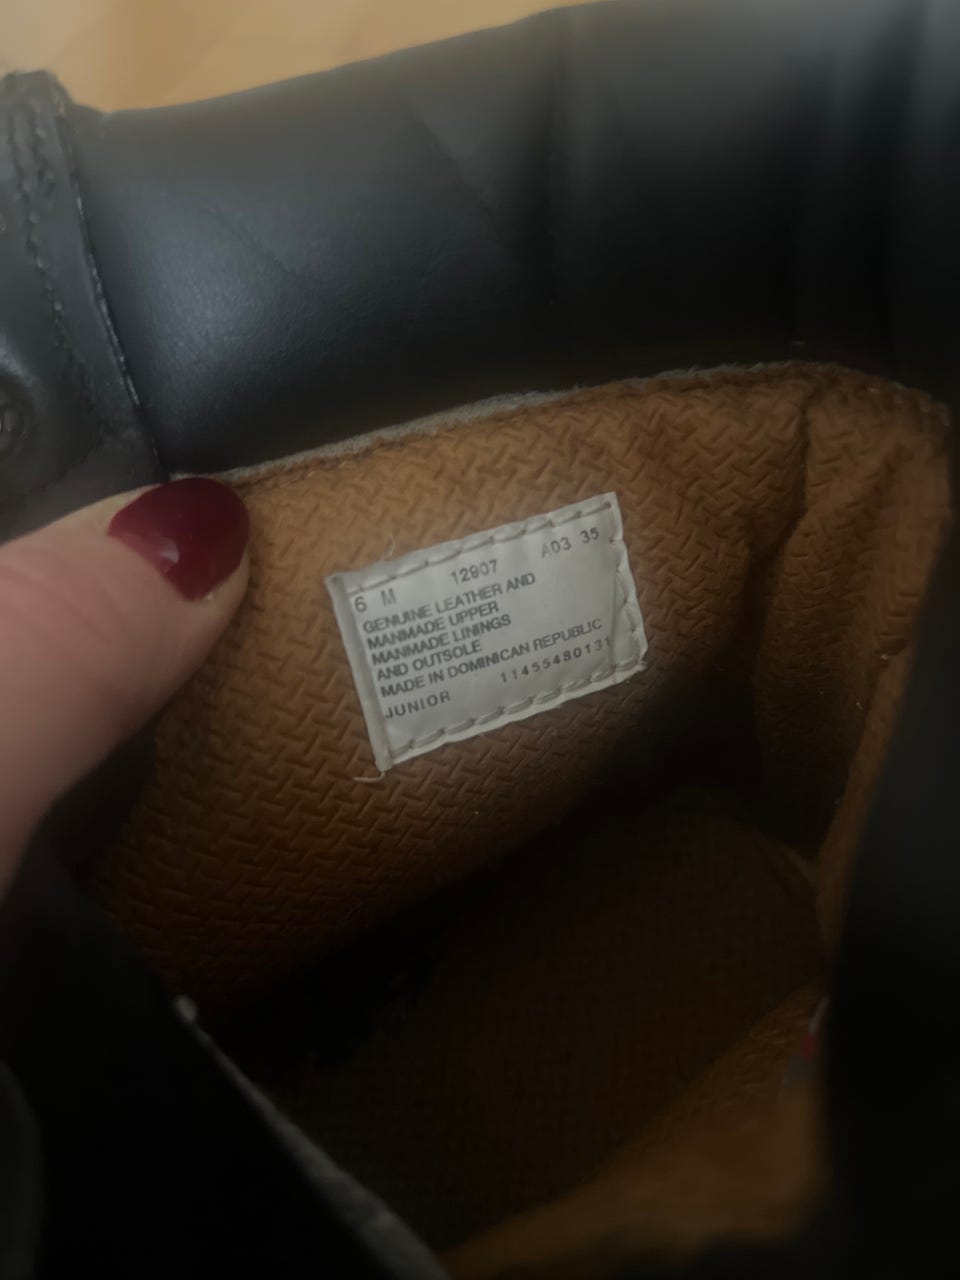 6 M 12907 A03 35
GENUINE LEATHER AND
MANMADE UPPER
MANMADE LININGS
AND OUTSOLE
MADE IN DOMINICAN REPUBLIC
JUNIOR 11455480131